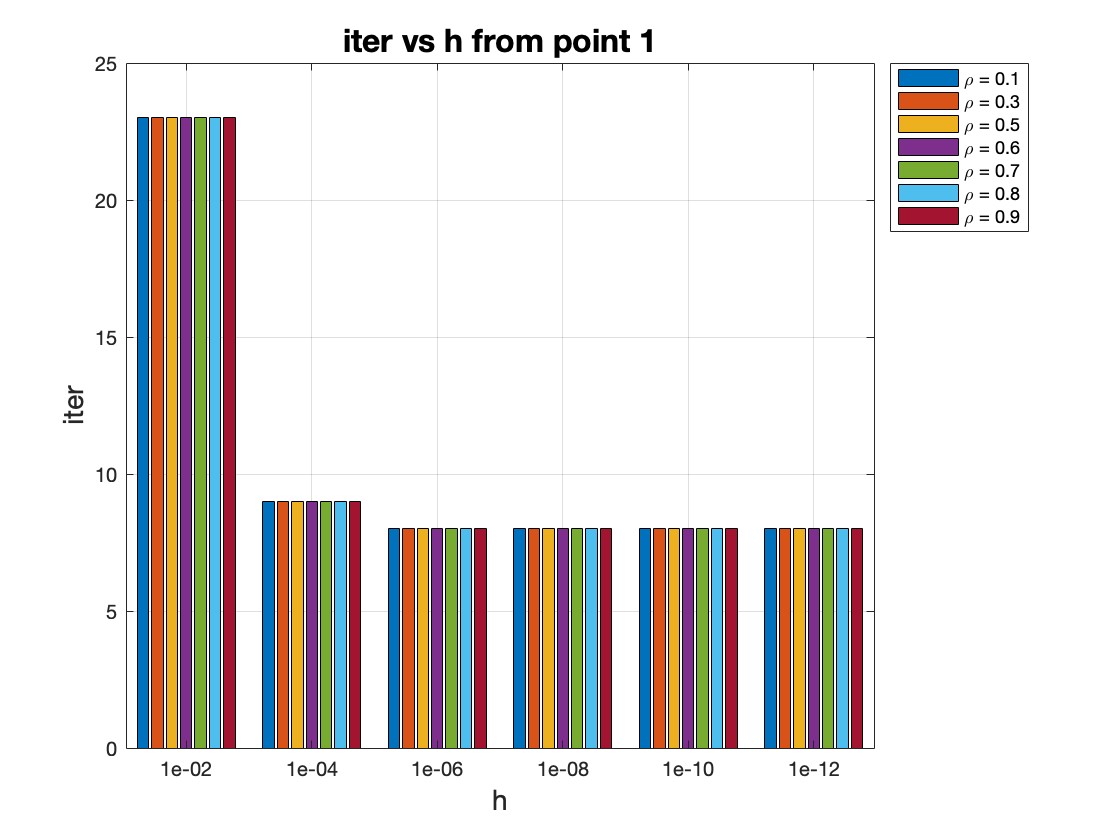 iter vs h from point 1
25
20
15
10
5
0
iter
1e-02
1e-04
1e-06
1e-08
1e-10
1e-12
h
ρ = 0.1
ρ = 0.3
ρ = 0.5
ρ = 0.6
ρ = 0.7
ρ = 0.8
ρ = 0.9